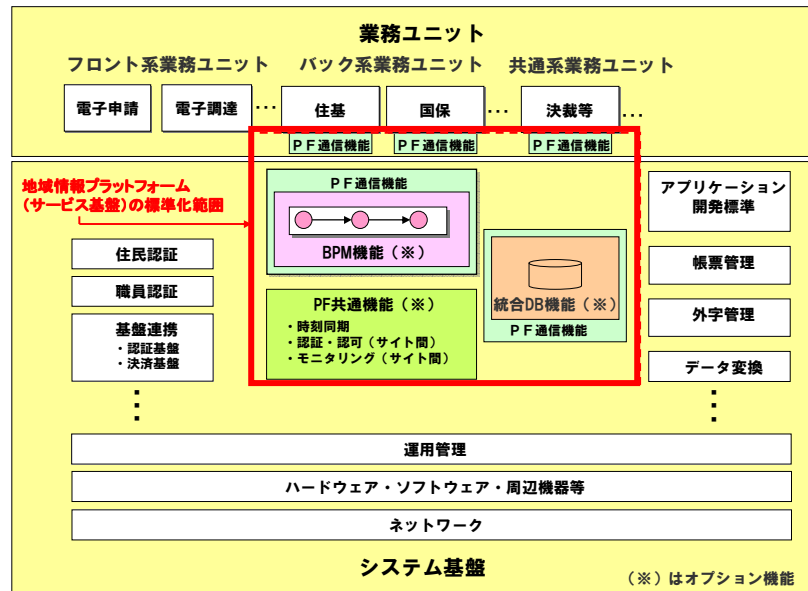 業務ユニット
フロント系業務ユニット
バック系業務ユニット
共通系業務ユニット
電子申請
電子調達
...
住基
国保
...
決裁等
...
PF通信機能
PF通信機能
PF通信機能
地域情報プラットフォーム
(サービス基盤)の標準化範囲
PF通信機能
BPM機能(※)
PF共通機能(※)
・時刻同期
・認証・認可(サイト間)
・モニタリング(サイト間)
統合DB機能(※)
PF通信機能
住民認証
職員認証
基盤連携
・認証基盤
・決済基盤
アプリケーション
開発標準
帳票管理
外字管理
データ変換
運用管理
ハードウェア・ソフトウェア・周辺機器等
ネットワーク
システム基盤
(※)はオプション機能